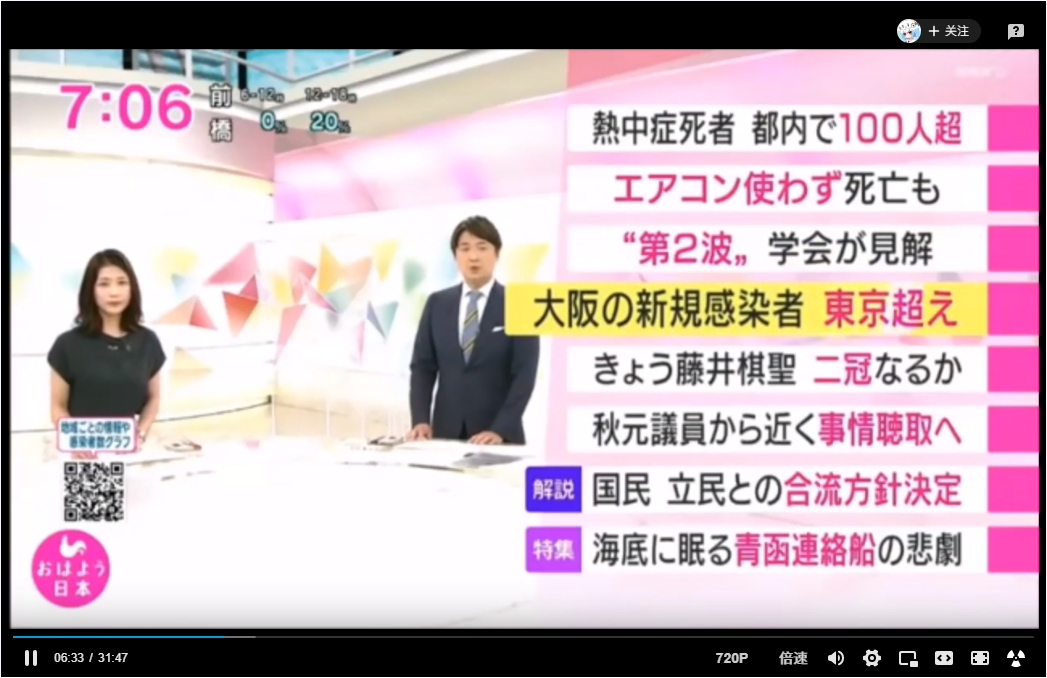 + 关注
7:06
前橋
6-12時 12-18時
0% 20%
熱中症死者 都内で100人超
エアコン使わず死亡も
“第2波„ 学会が見解
大阪の新規感染者 東京超え
きょう藤井棋聖 二冠なるか
秋元議員から近く事情聴取へ
解説 国民 立民との合流方針決定
特集 海底に眠る青函連絡船の悲劇
地域ごとの情報や
感染者数グラフ
おはよう
日本
06:33 / 31:47
720P
倍速